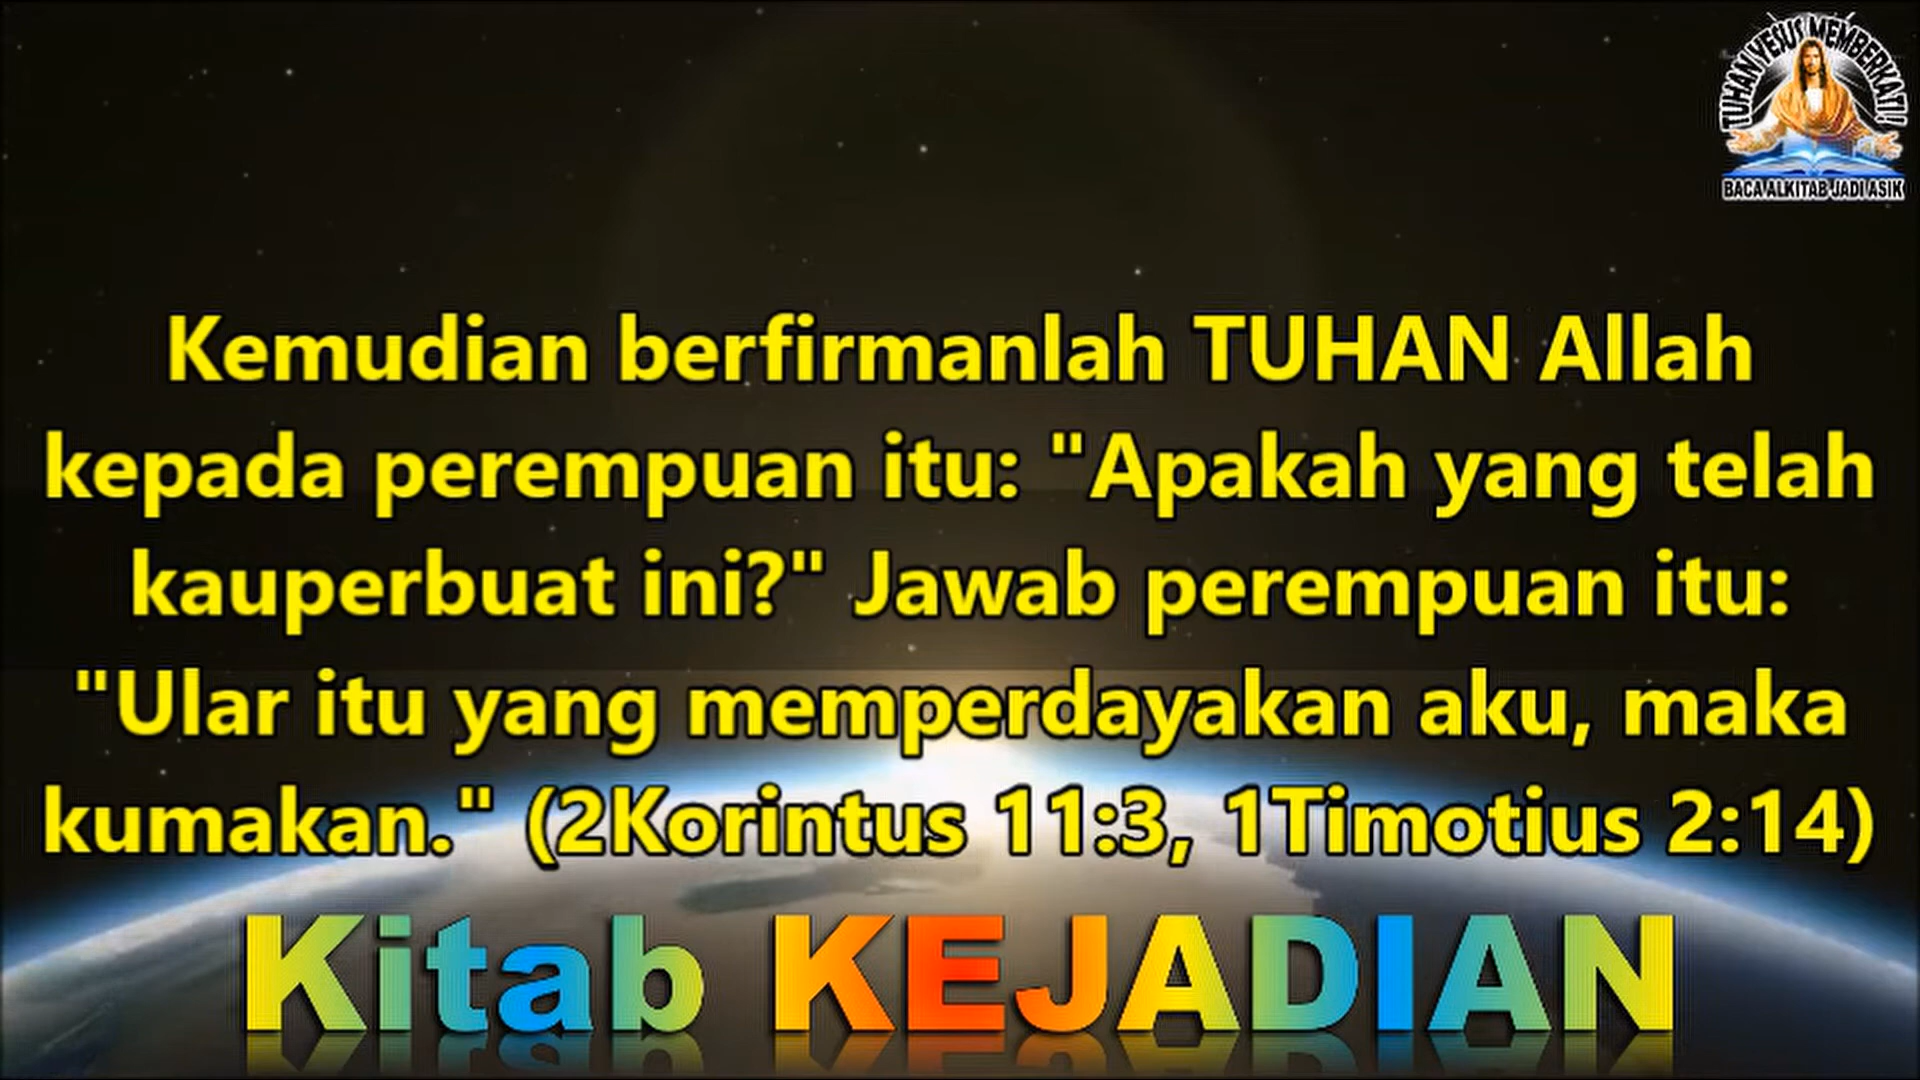 TUHAN YESUS MEMBERKATI!
BACA ALKITAB JADI ASIK
Kemudian berfirmanlah TUHAN Allah
kepada perempuan itu: "Apakah yang telah
kauperbuat ini?" Jawab perempuan itu:
"Ular itu yang memperdayakan aku, maka
kumakan." (2Korintus 11:3, 1Timotius 2:14)
Kitab KEJADIAN